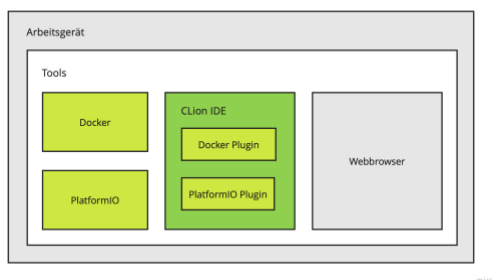 Arbeitsgerät
Tools
Docker
CLion IDE
Docker Plugin
Webbrowser
PlatformIO
PlatformIO Plugin